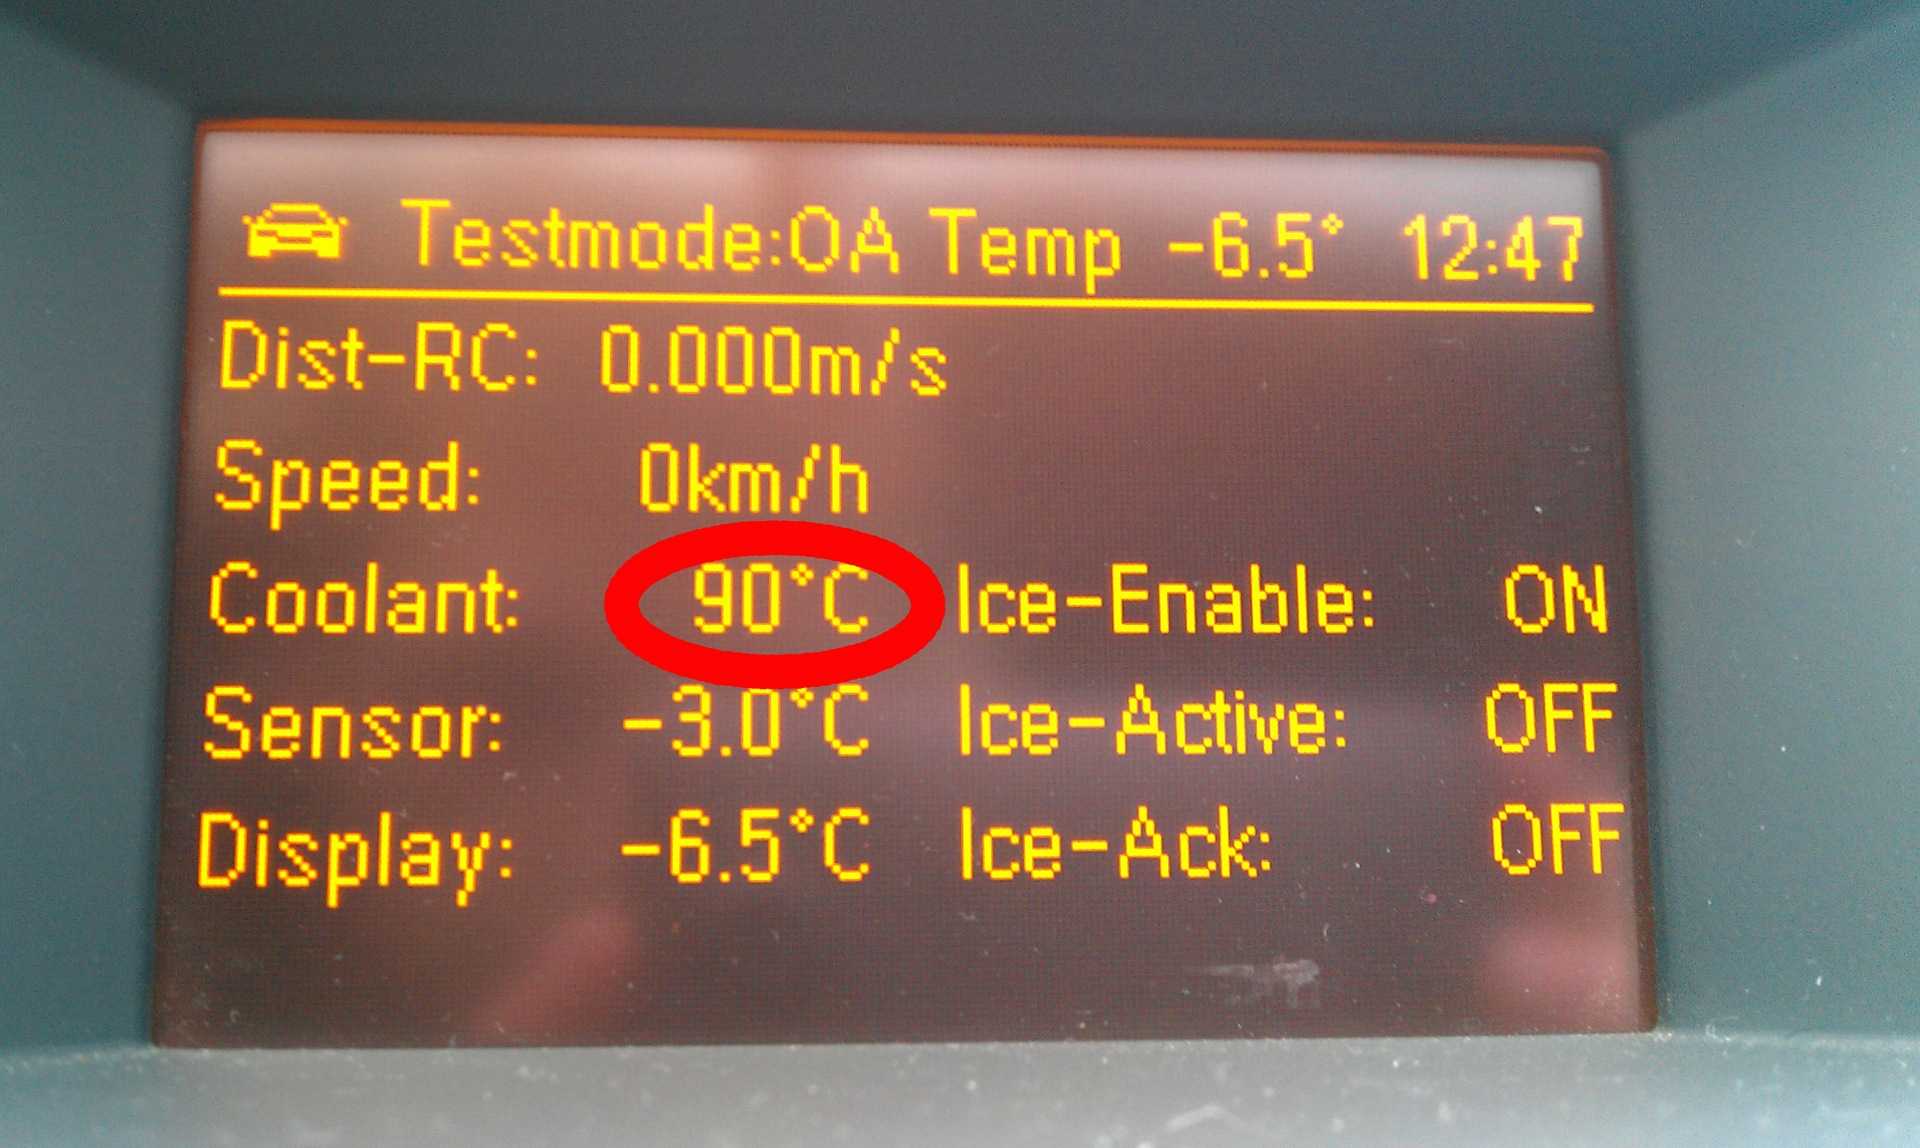 Testmode:OA Temp -6.5° 12:47
Dist-RC: 0.000m/s
Speed: 0km/h
Coolant: 90°C Ice-Enable: ON
Sensor: -3.0°C Ice-Active: OFF
Display: -6.5°C Ice-Ack: OFF